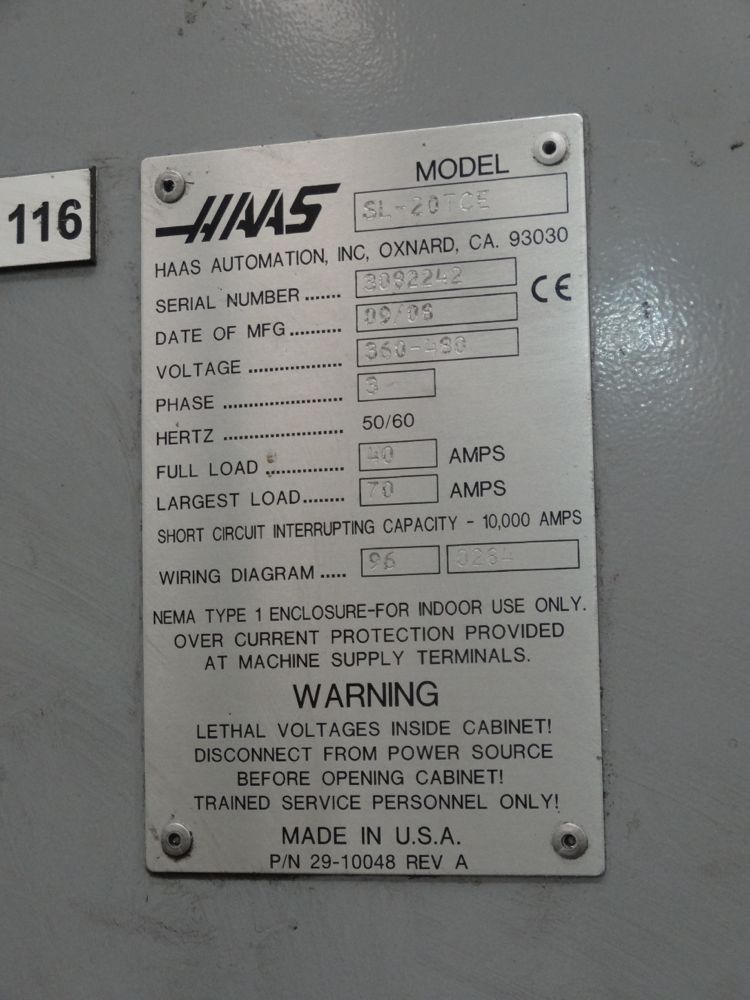 116
HAAS
MODEL SL-20TCE
HAAS AUTOMATION, INC, OXNARD, CA. 93030
SERIAL NUMBER ....... 3082242
CE
DATE OF MFG.......... 09/08
VOLTAGE .................. 360-480
PHASE ....................... 3
HERTZ ....................... 50/60
FULL LOAD ............... 40 AMPS
LARGEST LOAD........ 70 AMPS
SHORT CIRCUIT INTERRUPTING CAPACITY - 10,000 AMPS
WIRING DIAGRAM ..... 96 0284
NEMA TYPE 1 ENCLOSURE-FOR INDOOR USE ONLY.
OVER CURRENT PROTECTION PROVIDED
AT MACHINE SUPPLY TERMINALS.
WARNING
LETHAL VOLTAGES INSIDE CABINET!
DISCONNECT FROM POWER SOURCE
BEFORE OPENING CABINET!
TRAINED SERVICE PERSONNEL ONLY!
MADE IN U.S.A.
P/N 29-10048 REV A